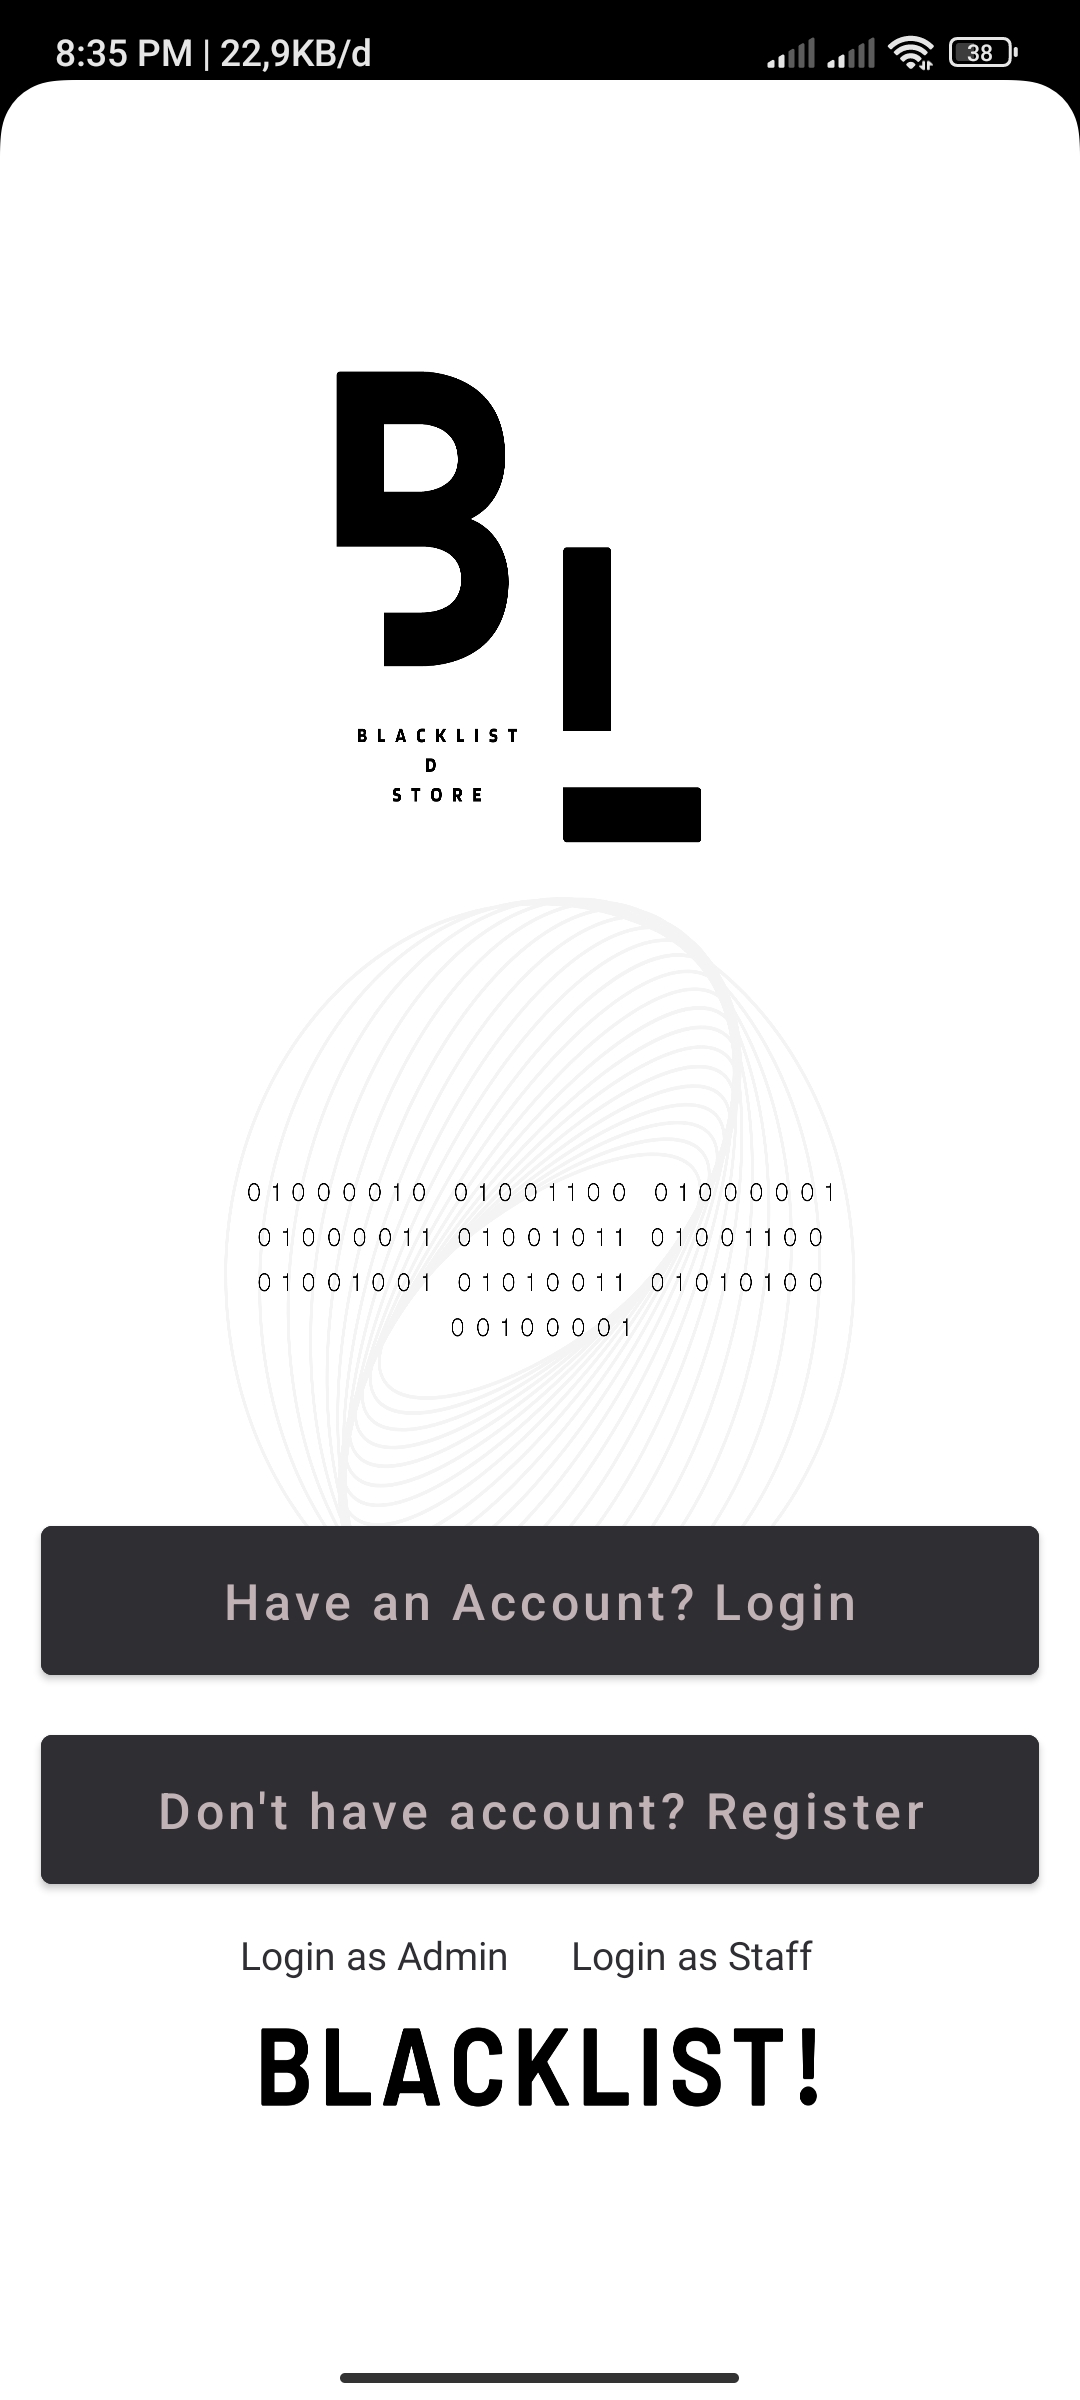 8:35 PM | 22,9KB/d 38
BL
BLACKLIST
D
STORE
01000010 01001100 01000001
01000011 01001011 01001100
01001001 01010011 01010100
00100001
Have an Account? Login
Don't have account? Register
Login as Admin Login as Staff
BLACKLIST!